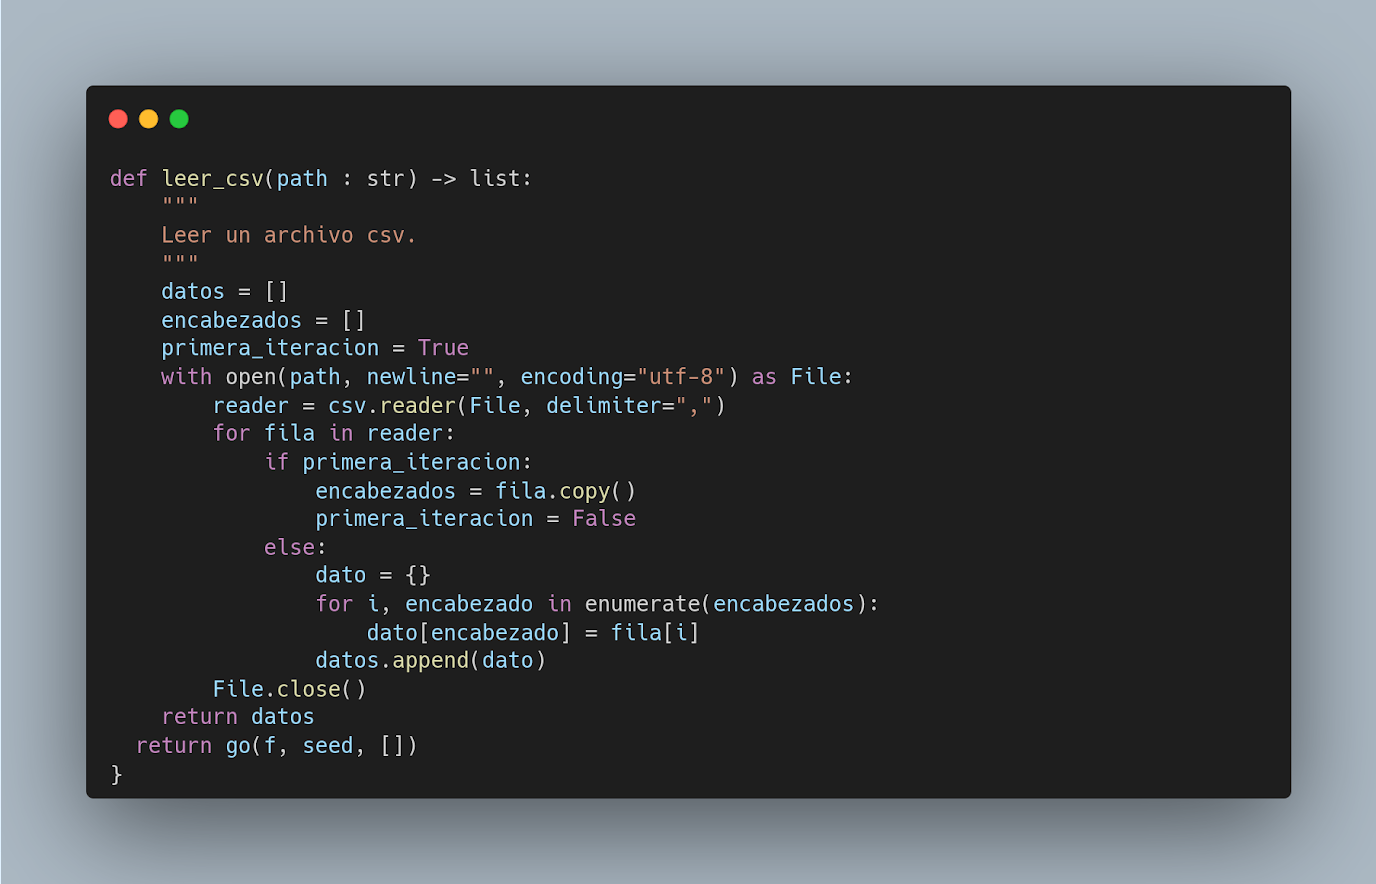 def leer_csv(path : str) -> list:
    """
    Leer un archivo csv.
    """
    datos = []
    encabezados = []
    primera_iteracion = True
    with open(path, newline="", encoding="utf-8") as File:
        reader = csv.reader(File, delimiter=",")
        for fila in reader:
            if primera_iteracion:
                encabezados = fila.copy()
                primera_iteracion = False
            else:
                dato = {}
                for i, encabezado in enumerate(encabezados):
                    dato[encabezado] = fila[i]
                datos.append(dato)
        File.close()
    return datos
  return go(f, seed, [])
}